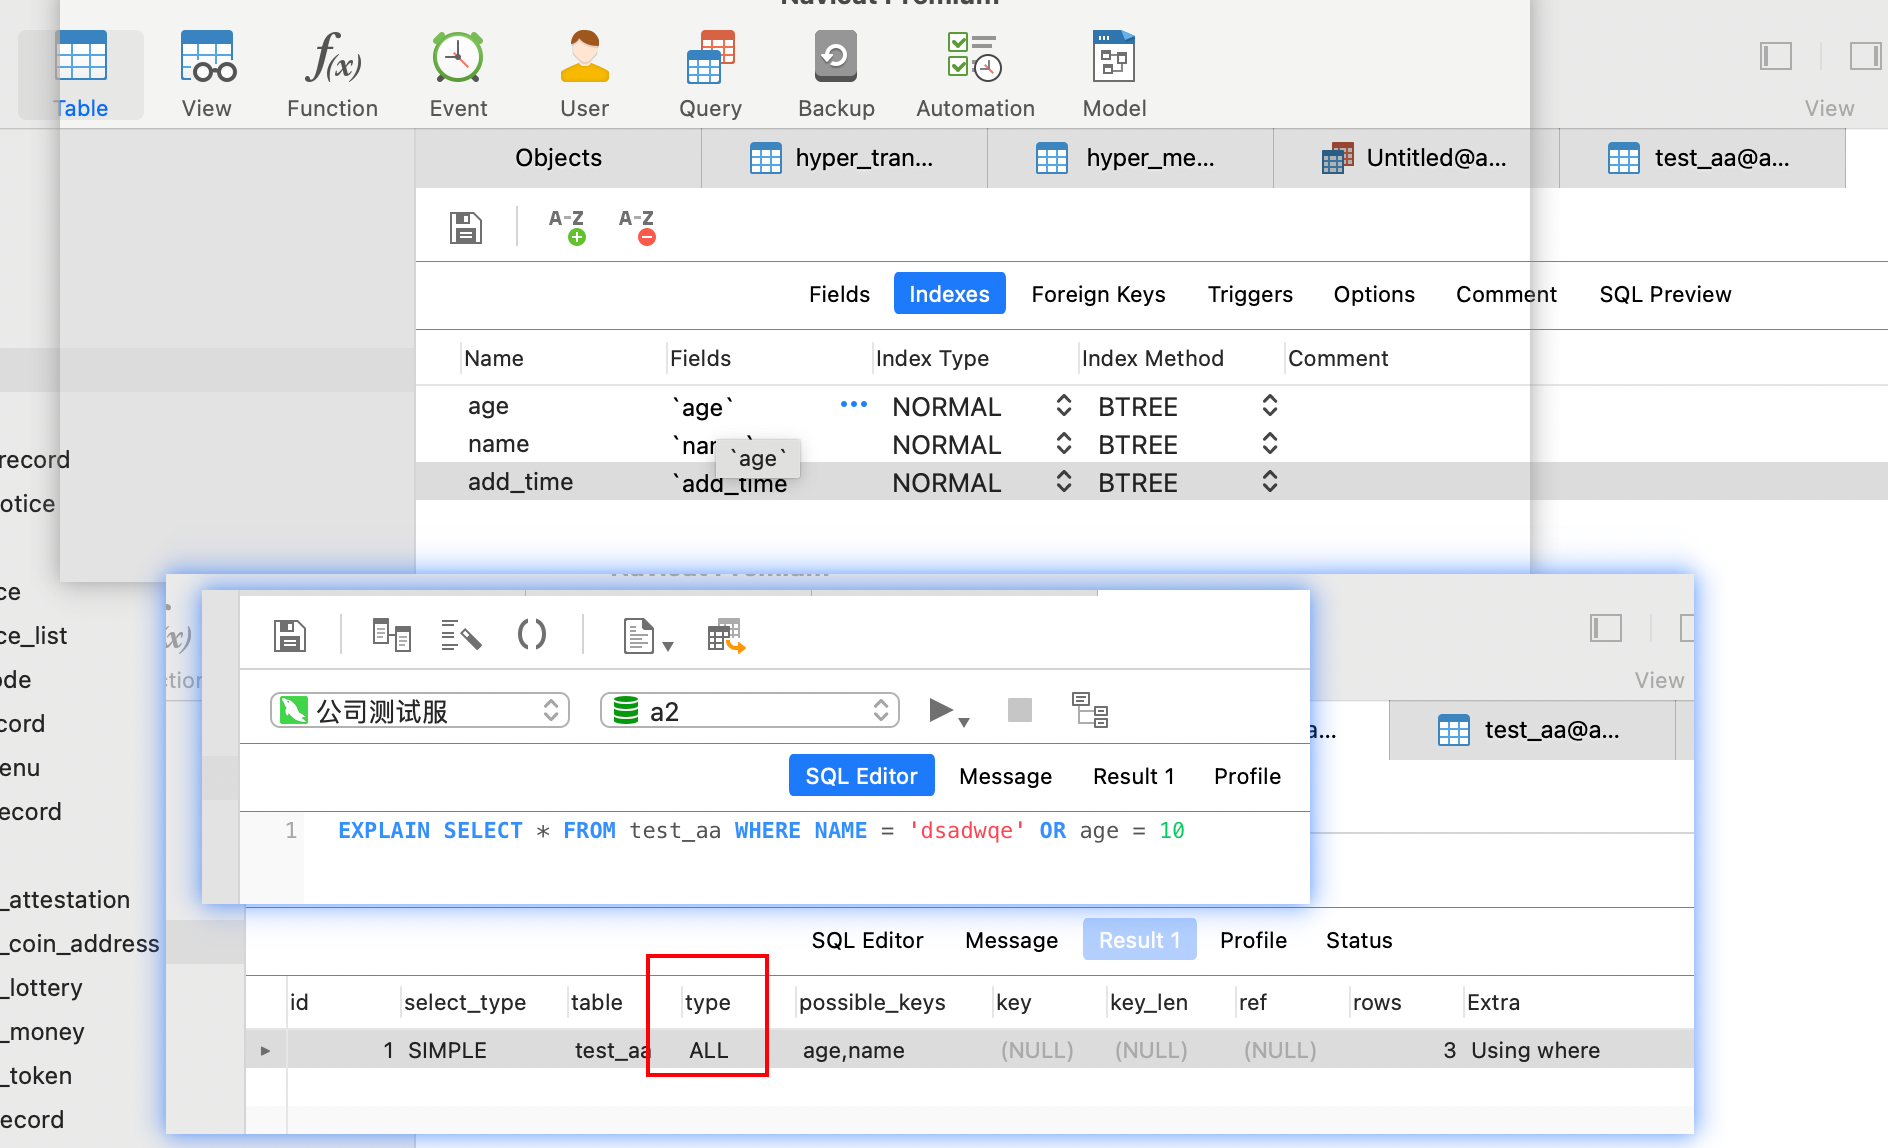 Navicat Premium
Table
View
Function
Event
User
Query
Backup
Automation
Model
View
Objects
hyper_tran...
hyper_me...
Untitled@a...
test_aa@a...
A-Z
A-Z
Fields
Indexes
Foreign Keys
Triggers
Options
Comment
SQL Preview
Name
Fields
Index Type
Index Method
Comment
age
`age`
NORMAL
BTREE
name
NORMAL
BTREE
`age`
add_time
`add_time
NORMAL
BTREE
record
otice
ce
ce_list
ode
cord
enu
ecord
_attestation
_coin_address
_lottery
_money
_token
ecord
Navicat Premium
View
公司测试服
a2
a...
test_aa@a...
SQL Editor
Message
Result 1
Profile
1
EXPLAIN SELECT * FROM test_aa WHERE NAME = 'dsadwqe' OR age = 10
SQL Editor
Message
Result 1
Profile
Status
id
select_type
table
type
possible_keys
key
key_len
ref
rows
Extra
1
SIMPLE
test_aa
ALL
age,name
(NULL)
(NULL)
(NULL)
3
Using where